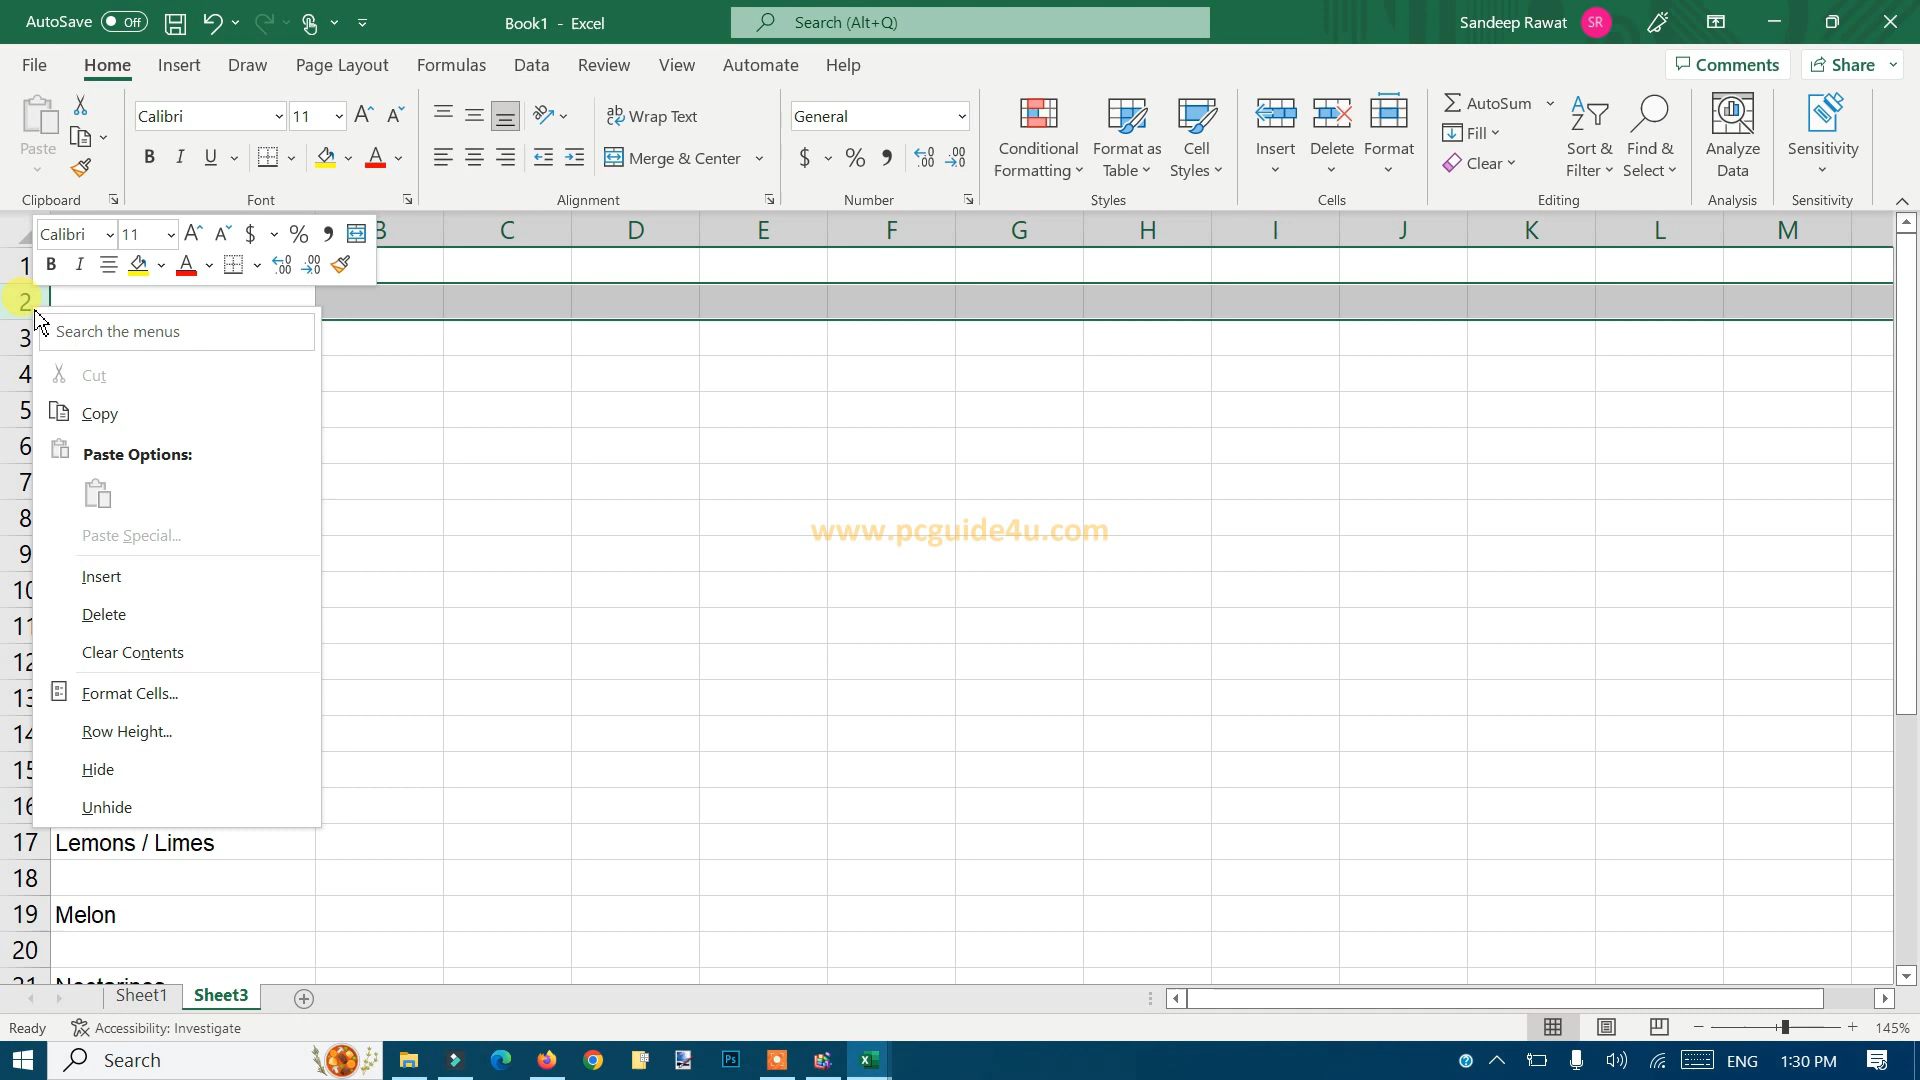 AutoSave Off Book1 - Excel Search (Alt+Q) Sandeep Rawat SR
File Home Insert Draw Page Layout Formulas Data Review View Automate Help Comments Share
Paste Calibri 11 Wrap Text General Conditional Formatting Format as Table Cell Styles Insert Delete Format AutoSum Sort & Filter Find & Select Analyze Data Sensitivity
B I U Merge & Center $ % Fill
Clear
Clipboard Font Alignment Number Styles Cells Editing Analysis Sensitivity
Calibri 11 $ %
B I A
B C D E F G H I J K L M
1
2
3 Search the menus
4 Cut
5 Copy
6 Paste Options:
7
8 Paste Special...
9 Insert
10 Delete
11
12 Clear Contents
13 Format Cells...
14 Row Height...
15 Hide
16 Unhide
www.pcguide4u.com
17 Lemons / Limes
18
19 Melon
20
21 Nectarines
Sheet1 Sheet3
Ready Accessibility: Investigate 145%
Search Ps ENG 1:30 PM